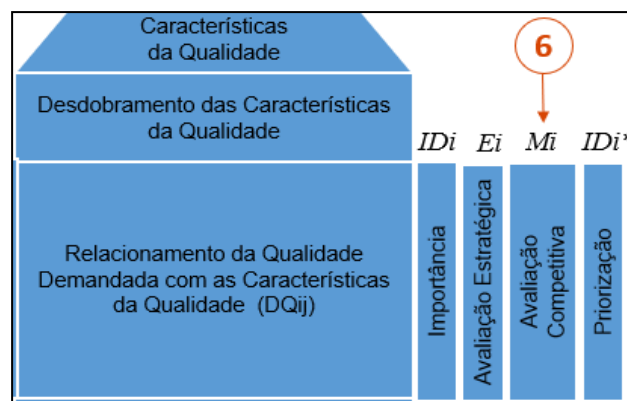 Características
da Qualidade
6
Desdobramento das Características
da Qualidade
IDi Ei Mi IDi*
Relacionamento da Qualidade
Demandada com as Características
da Qualidade (DQij)
Importância
Avaliação Estratégica
Avaliação
Competitiva
Priorização